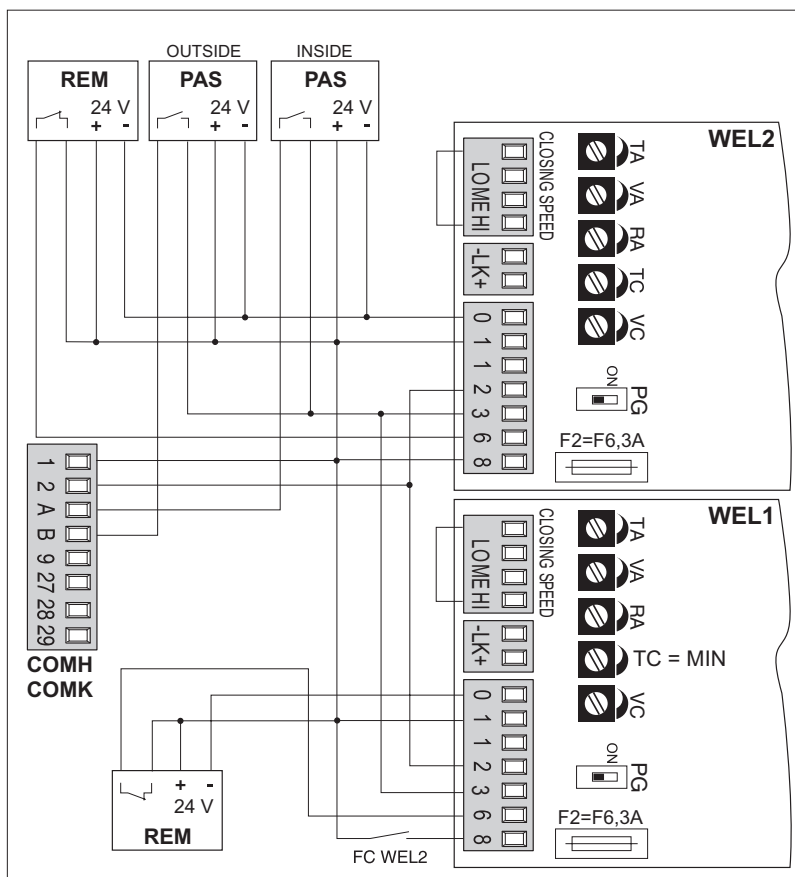 OUTSIDE
INSIDE
REM
24 V
+ -
PAS
24 V
+ -
PAS
24 V
+ -
WEL2
CLOSING SPEED
LO ME HI
-LK+
0
1
1
2
3
6
8
TA
VA
RA
TC
VC
ON
PG
F2=F6,3A
1
2
A
B
9
27
28
29
COMH
COMK
WEL1
CLOSING SPEED
LO ME HI
-LK+
0
1
1
2
3
6
8
TA
VA
RA
TC = MIN
VC
ON
PG
F2=F6,3A
+ -
24 V
REM
FC WEL2